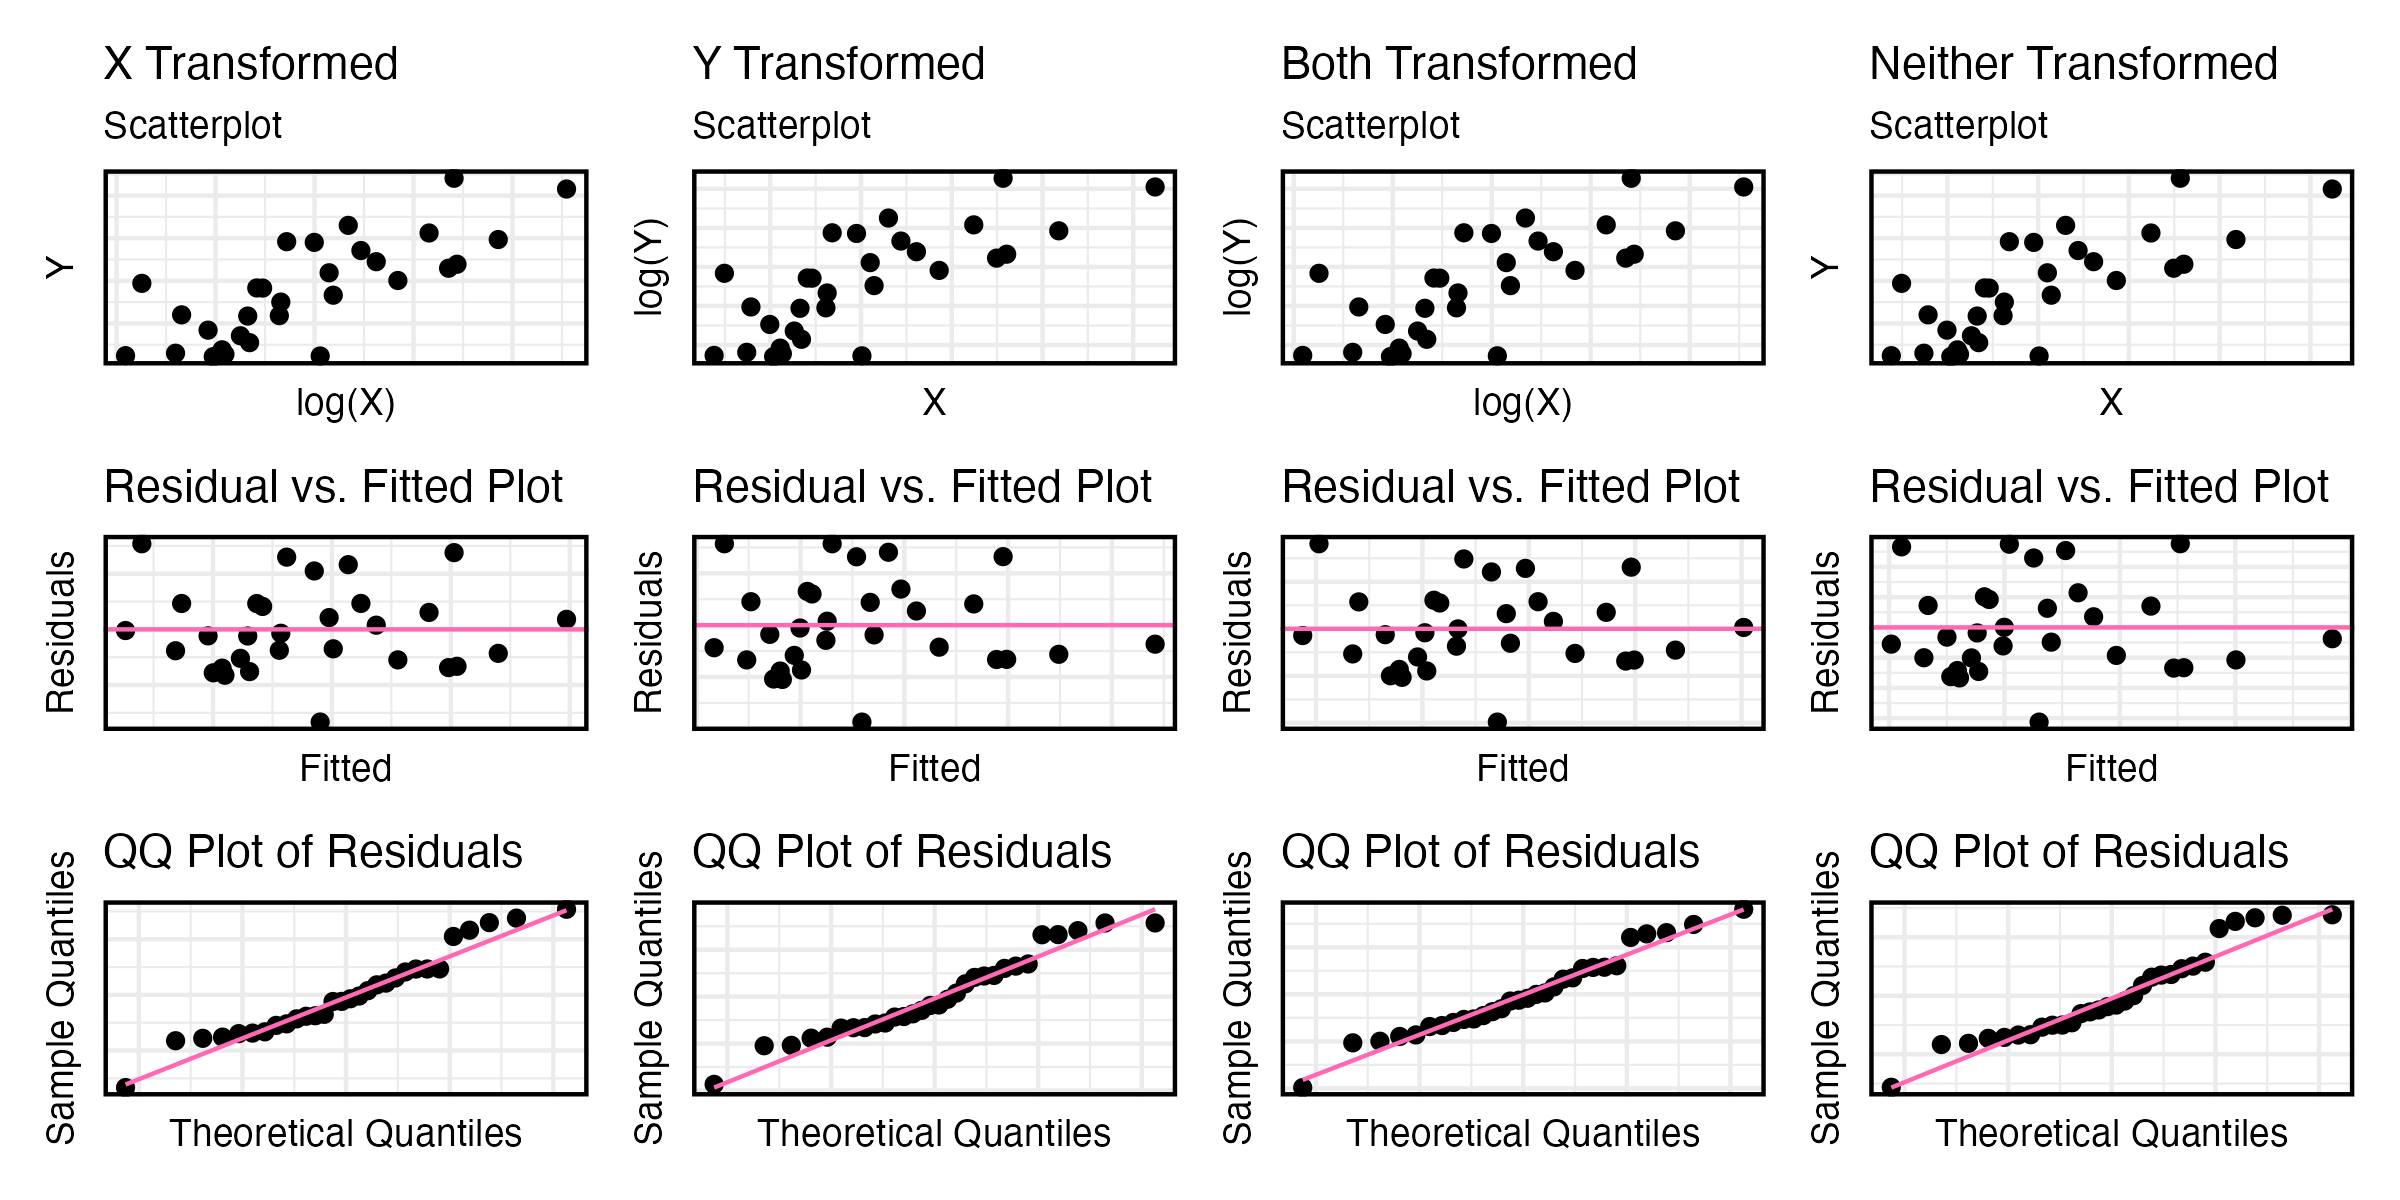 X Transformed
Y Transformed
Both Transformed
Neither Transformed
Scatterplot
Scatterplot
Scatterplot
Scatterplot
Y
log(Y)
log(Y)
Y
log(X)
X
log(X)
X
Residual vs. Fitted Plot
Residual vs. Fitted Plot
Residual vs. Fitted Plot
Residual vs. Fitted Plot
Residuals
Residuals
Residuals
Residuals
Fitted
Fitted
Fitted
Fitted
QQ Plot of Residuals
QQ Plot of Residuals
QQ Plot of Residuals
QQ Plot of Residuals
Sample Quantiles
Sample Quantiles
Sample Quantiles
Sample Quantiles
Theoretical Quantiles
Theoretical Quantiles
Theoretical Quantiles
Theoretical Quantiles